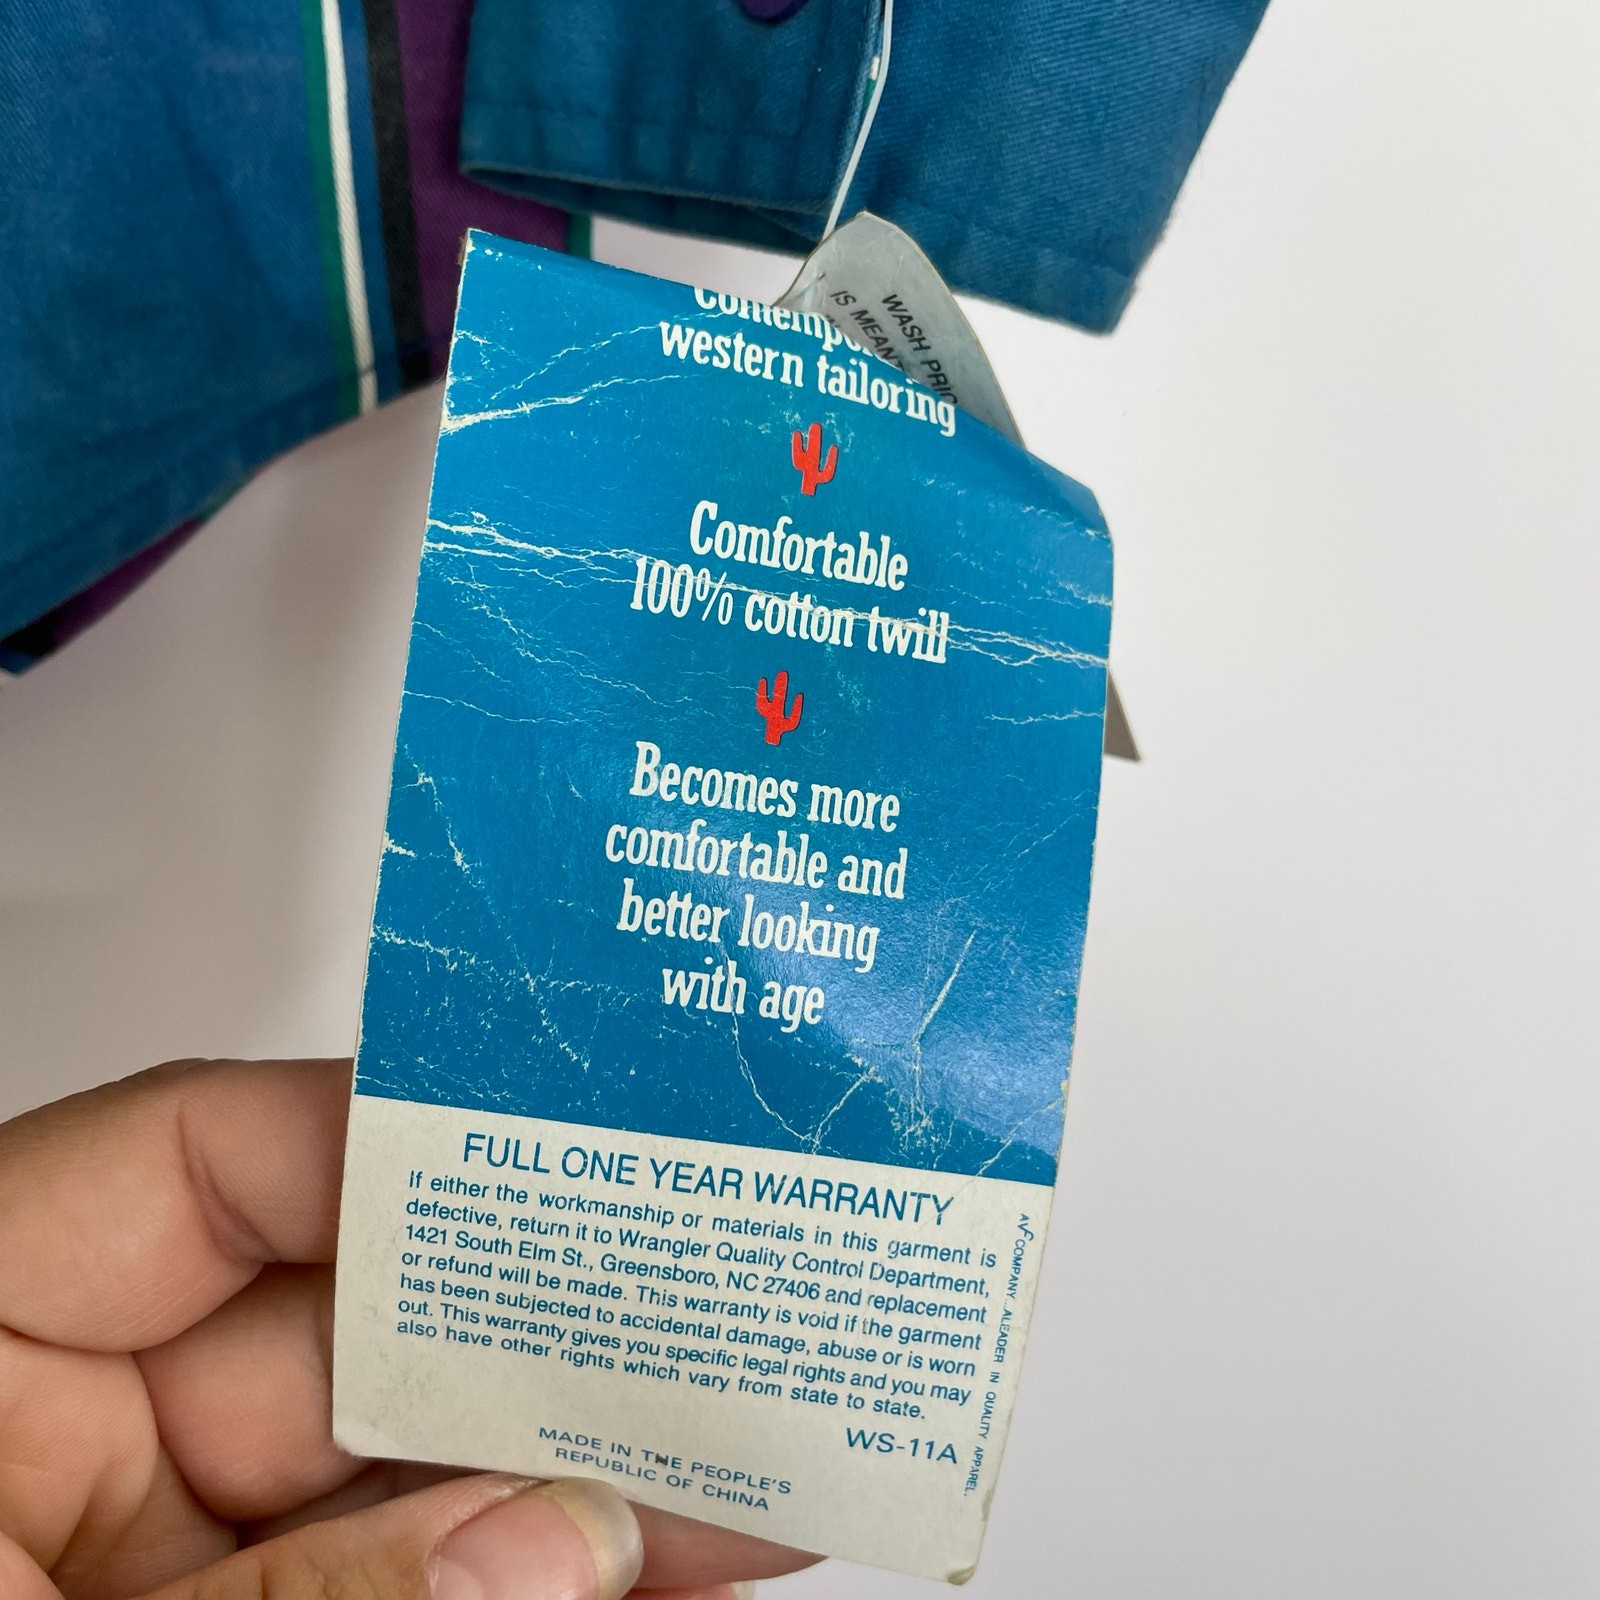 WASH PRIO
IS MEANT
western tailoring
Comfortable
100% cotton twill
Becomes more
comfortable and
better looking
with age
FULL ONE YEAR WARRANTY
If either the workmanship or materials in this garment is
defective, return it to Wrangler Quality Control Department,
1421 South Elm St., Greensboro, NC 27406 and replacement
or refund will be made. This warranty is void if the garment
has been subjected to accidental damage, abuse or is worn
out. This warranty gives you specific legal rights and you may
also have other rights which vary from state to state.
WS-11A
MADE IN THE PEOPLE'S
REPUBLIC OF CHINA
A VF COMPANY...A LEADER IN QUALITY APPAREL.